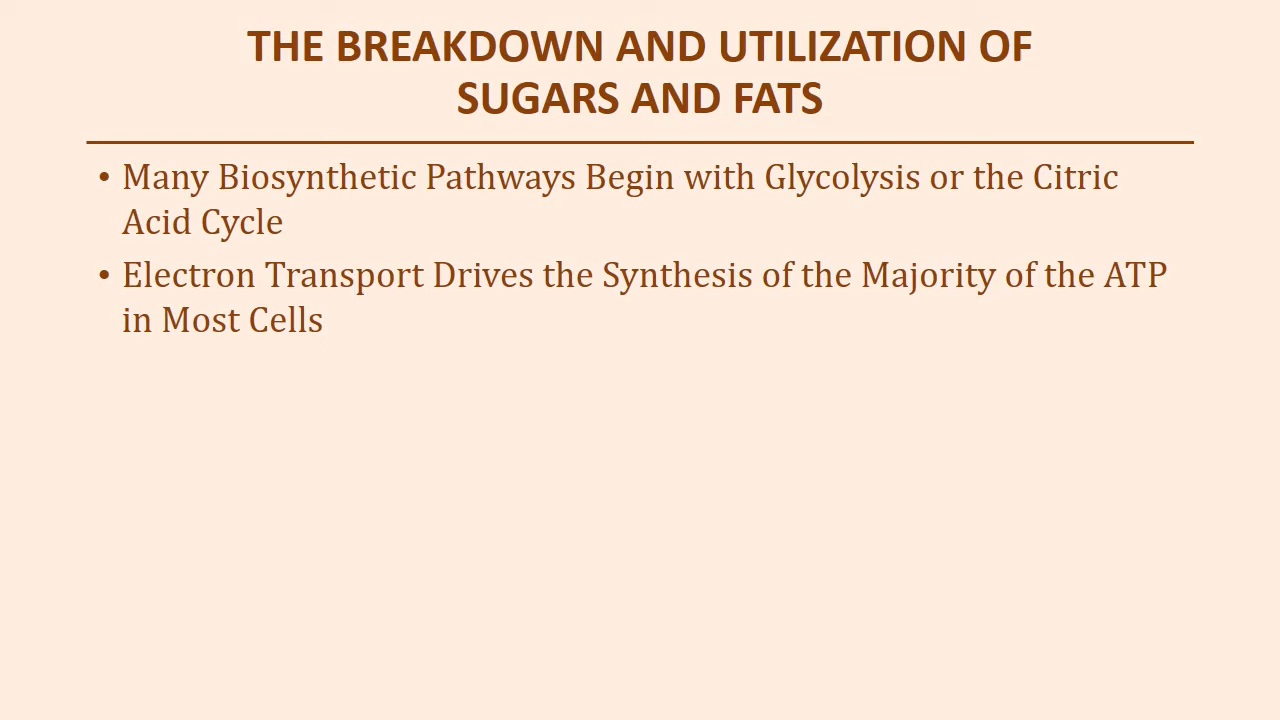 THE BREAKDOWN AND UTILIZATION OF
SUGARS AND FATS
• Many Biosynthetic Pathways Begin with Glycolysis or the Citric
Acid Cycle
• Electron Transport Drives the Synthesis of the Majority of the ATP
in Most Cells